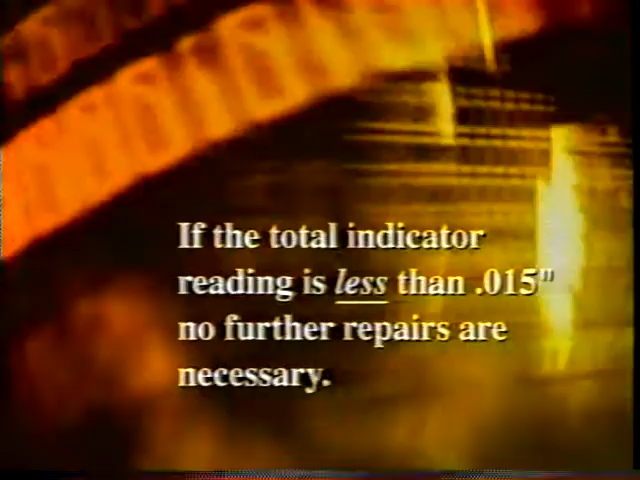 If the total indicator
reading is less than .015"
no further repairs are
necessary.